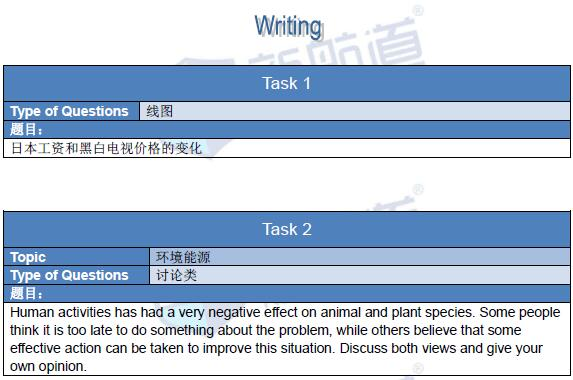 Writing
新航道
Task 1
Type of Questions 线图
题目：
日本工资和黑白电视价格的变化
Task 2
Topic 环境能源
Type of Questions 讨论类
题目：
Human activities has had a very negative effect on animal and plant species. Some people
think it is too late to do something about the problem, while others believe that some
effective action can be taken to improve this situation. Discuss both views and give your
own opinion.